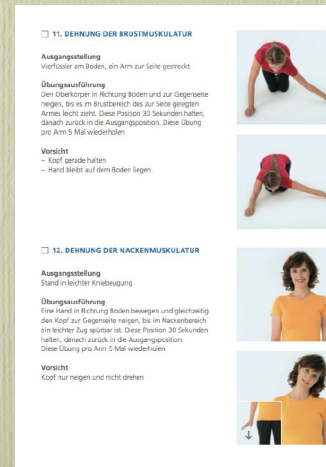 11. DEHNUNG DER BRUSTMUSKULATUR
Ausgangsstellung
Vierfüssler am Boden, ein Arm zur Seite gestreckt
Übungsausführung
Den Oberkörper in Richtung Boden und zur Gegenseite
neigen, bis es im Brustbereich des zur Seite gelegten
Armes leicht zieht. Diese Position 30 Sekunden halten,
danach zurück in die Ausgangsposition. Diese Übung
pro Arm 5 Mal wiederholen
Vorsicht
– Kopf gerade halten
– Hand bleibt auf dem Boden liegen.
12. DEHNUNG DER NACKENMUSKULATUR
Ausgangsstellung
Stand in leichter Kniebeugung
Übungsausführung
Eine Hand in Richtung Boden bewegen und gleichzeitig
den Kopf zur Gegenseite neigen, bis im Nackenbereich
ein leichter Zug spürbar ist. Diese Position 30 Sekunden
halten, danach zurück in die Ausgangsposition.
Diese Übung pro Arm 5 Mal wiederholen
Vorsicht
Kopf nur neigen und nicht drehen